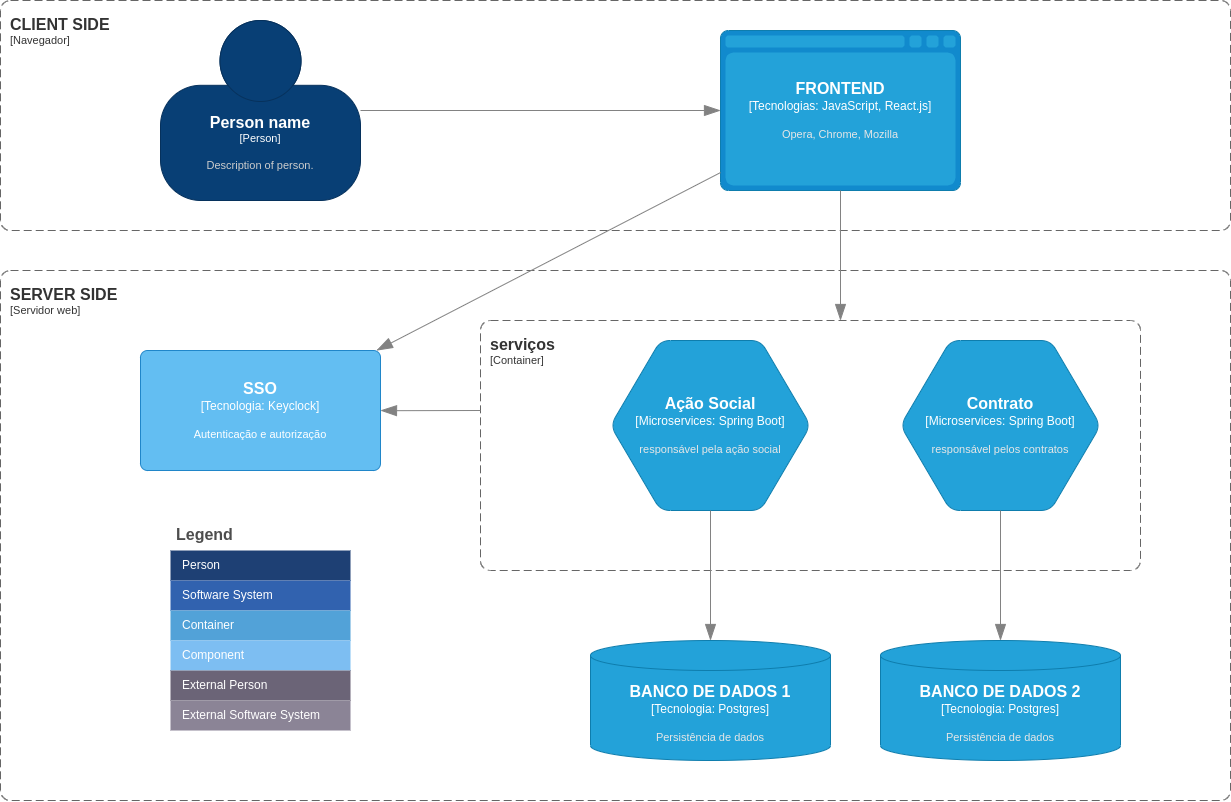 CLIENT SIDE
[Navegador]
Person name
[Person]
Description of person.
FRONTEND
[Tecnologias: JavaScript, React.js]
Opera, Chrome, Mozilla
SERVER SIDE
[Servidor web]
SSO
[Tecnologia: Keyclock]
Autenticação e autorização
serviços
[Container]
Ação Social
[Microservices: Spring Boot]
responsável pela ação social
Contrato
[Microservices: Spring Boot]
responsável pelos contratos
Legend
Person
Software System
Container
Component
External Person
External Software System
BANCO DE DADOS 1
[Tecnologia: Postgres]
Persistência de dados
BANCO DE DADOS 2
[Tecnologia: Postgres]
Persistência de dados